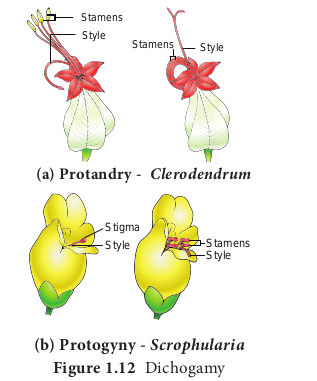 Stamens
Style
Stamens
Style
(a) Protandry - Clerodendrum
Stigma
Style
Stamens
Style
(b) Protogyny - Scrophularia
Figure 1.12 Dichogamy